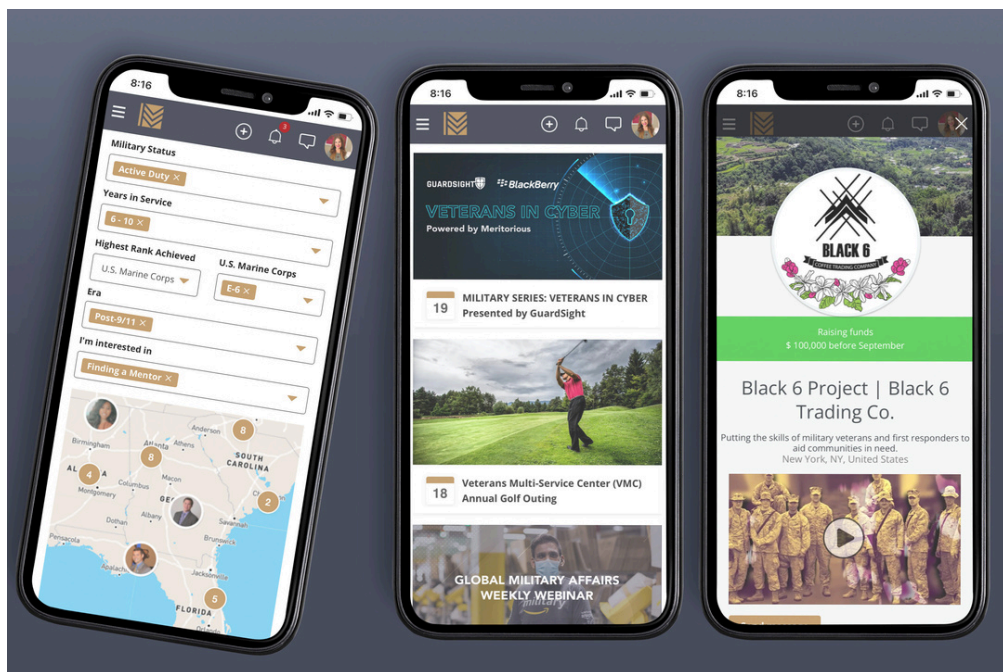 8:16
3
Military Status
Active Duty ×
Years in Service
6 - 10 ×
Highest Rank Achieved
U.S. Marine Corps
U.S. Marine Corps
E-6 ×
Era
Post-9/11 ×
I'm interested in
Finding a Mentor ×
Anderson
8
Birmingham
Atlanta
Athens
8
SOUTH
CAROLINA
4
Macon
Columbus
Montgomery
2
Albany
Savannah
Dothan
Brunswick
Pensacola
Jacksonville
5
FLORIDA
8:16
GUARDSIGHT
BlackBerry
VETERANS IN CYBER
Powered by Meritorious
19
MILITARY SERIES: VETERANS IN CYBER
Presented by GuardSight
18
Veterans Multi-Service Center (VMC)
Annual Golf Outing
GLOBAL MILITARY AFFAIRS
WEEKLY WEBINAR
military
8:16
BLACK 6
COFFEE TRADING COMPANY
Raising funds
$ 100,000 before September
Black 6 Project | Black 6
Trading Co.
Putting the skills of military veterans and first responders to
aid communities in need.
New York, NY, United States